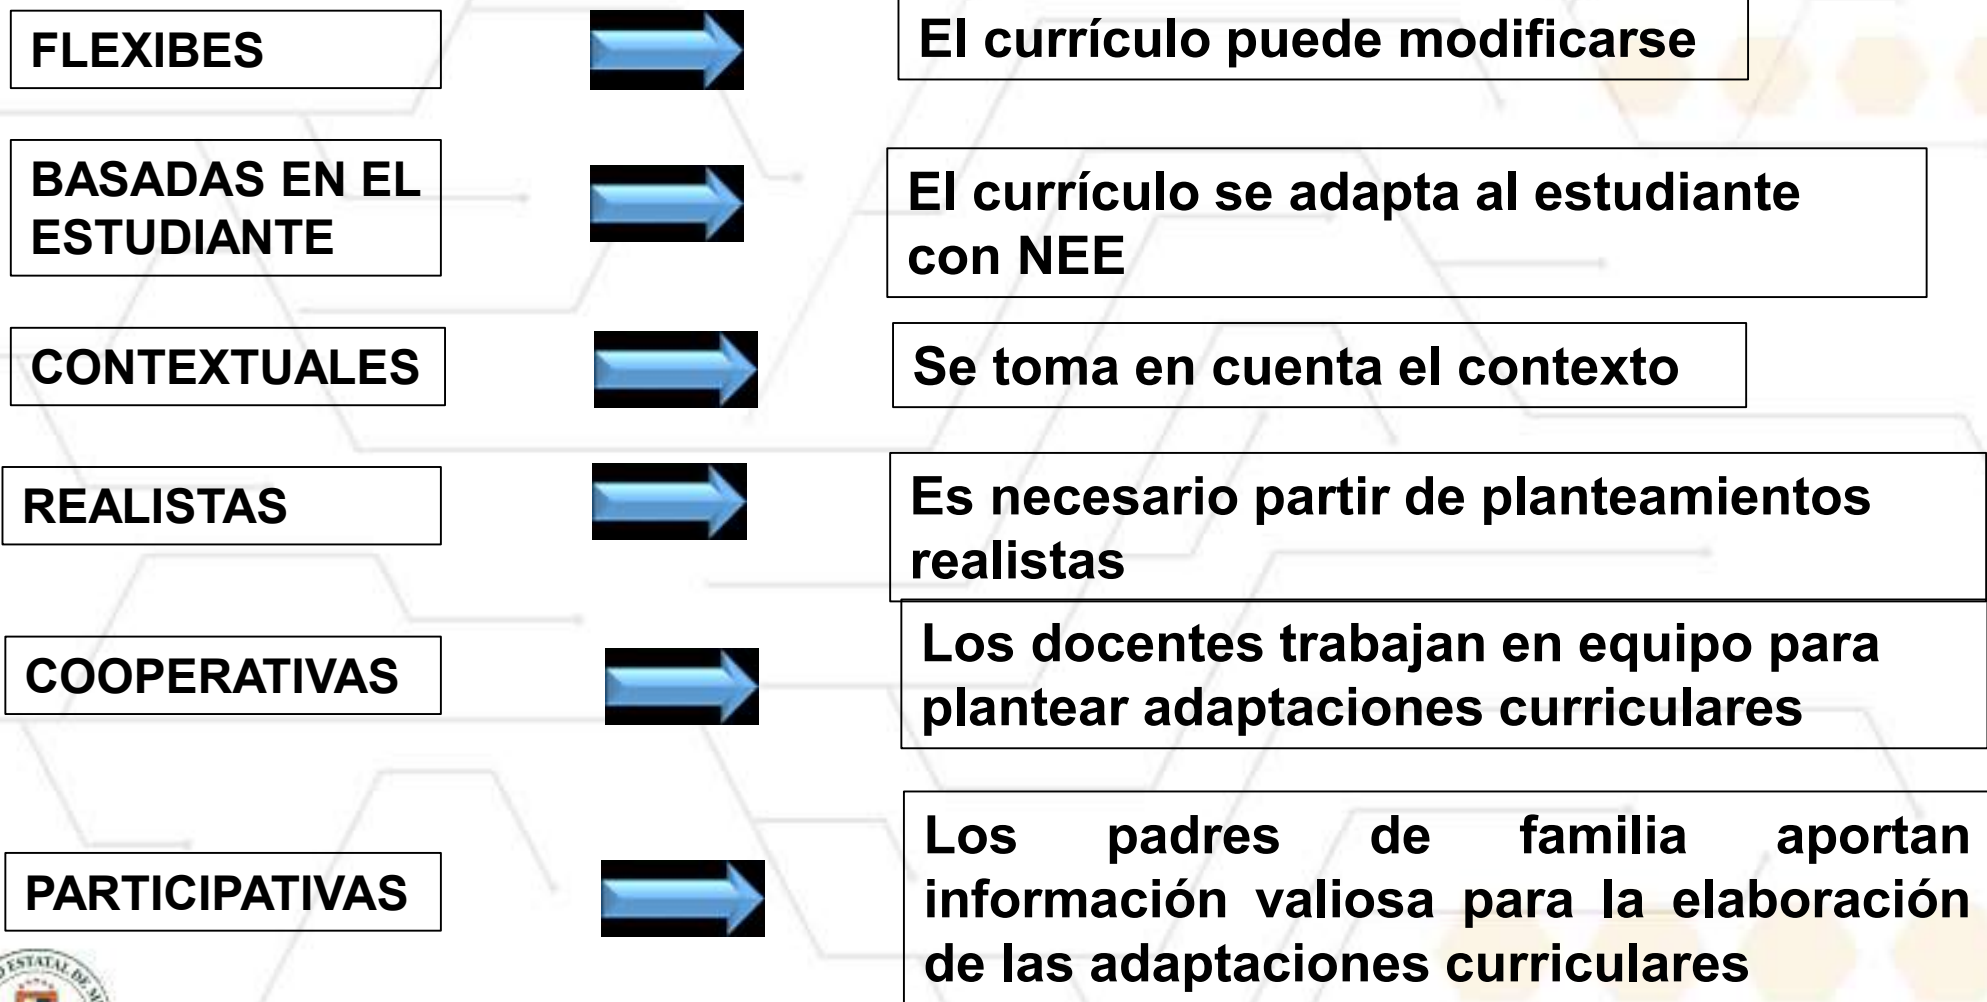 FLEXIBES
El currículo puede modificarse
BASADAS EN EL
ESTUDIANTE
El currículo se adapta al estudiante
con NEE
CONTEXTUALES
Se toma en cuenta el contexto
REALISTAS
Es necesario partir de planteamientos
realistas
COOPERATIVAS
Los docentes trabajan en equipo para
plantear adaptaciones curriculares
PARTICIPATIVAS
Los padres de familia aportan
información valiosa para la elaboración
de las adaptaciones curriculares
ESTATAL DE